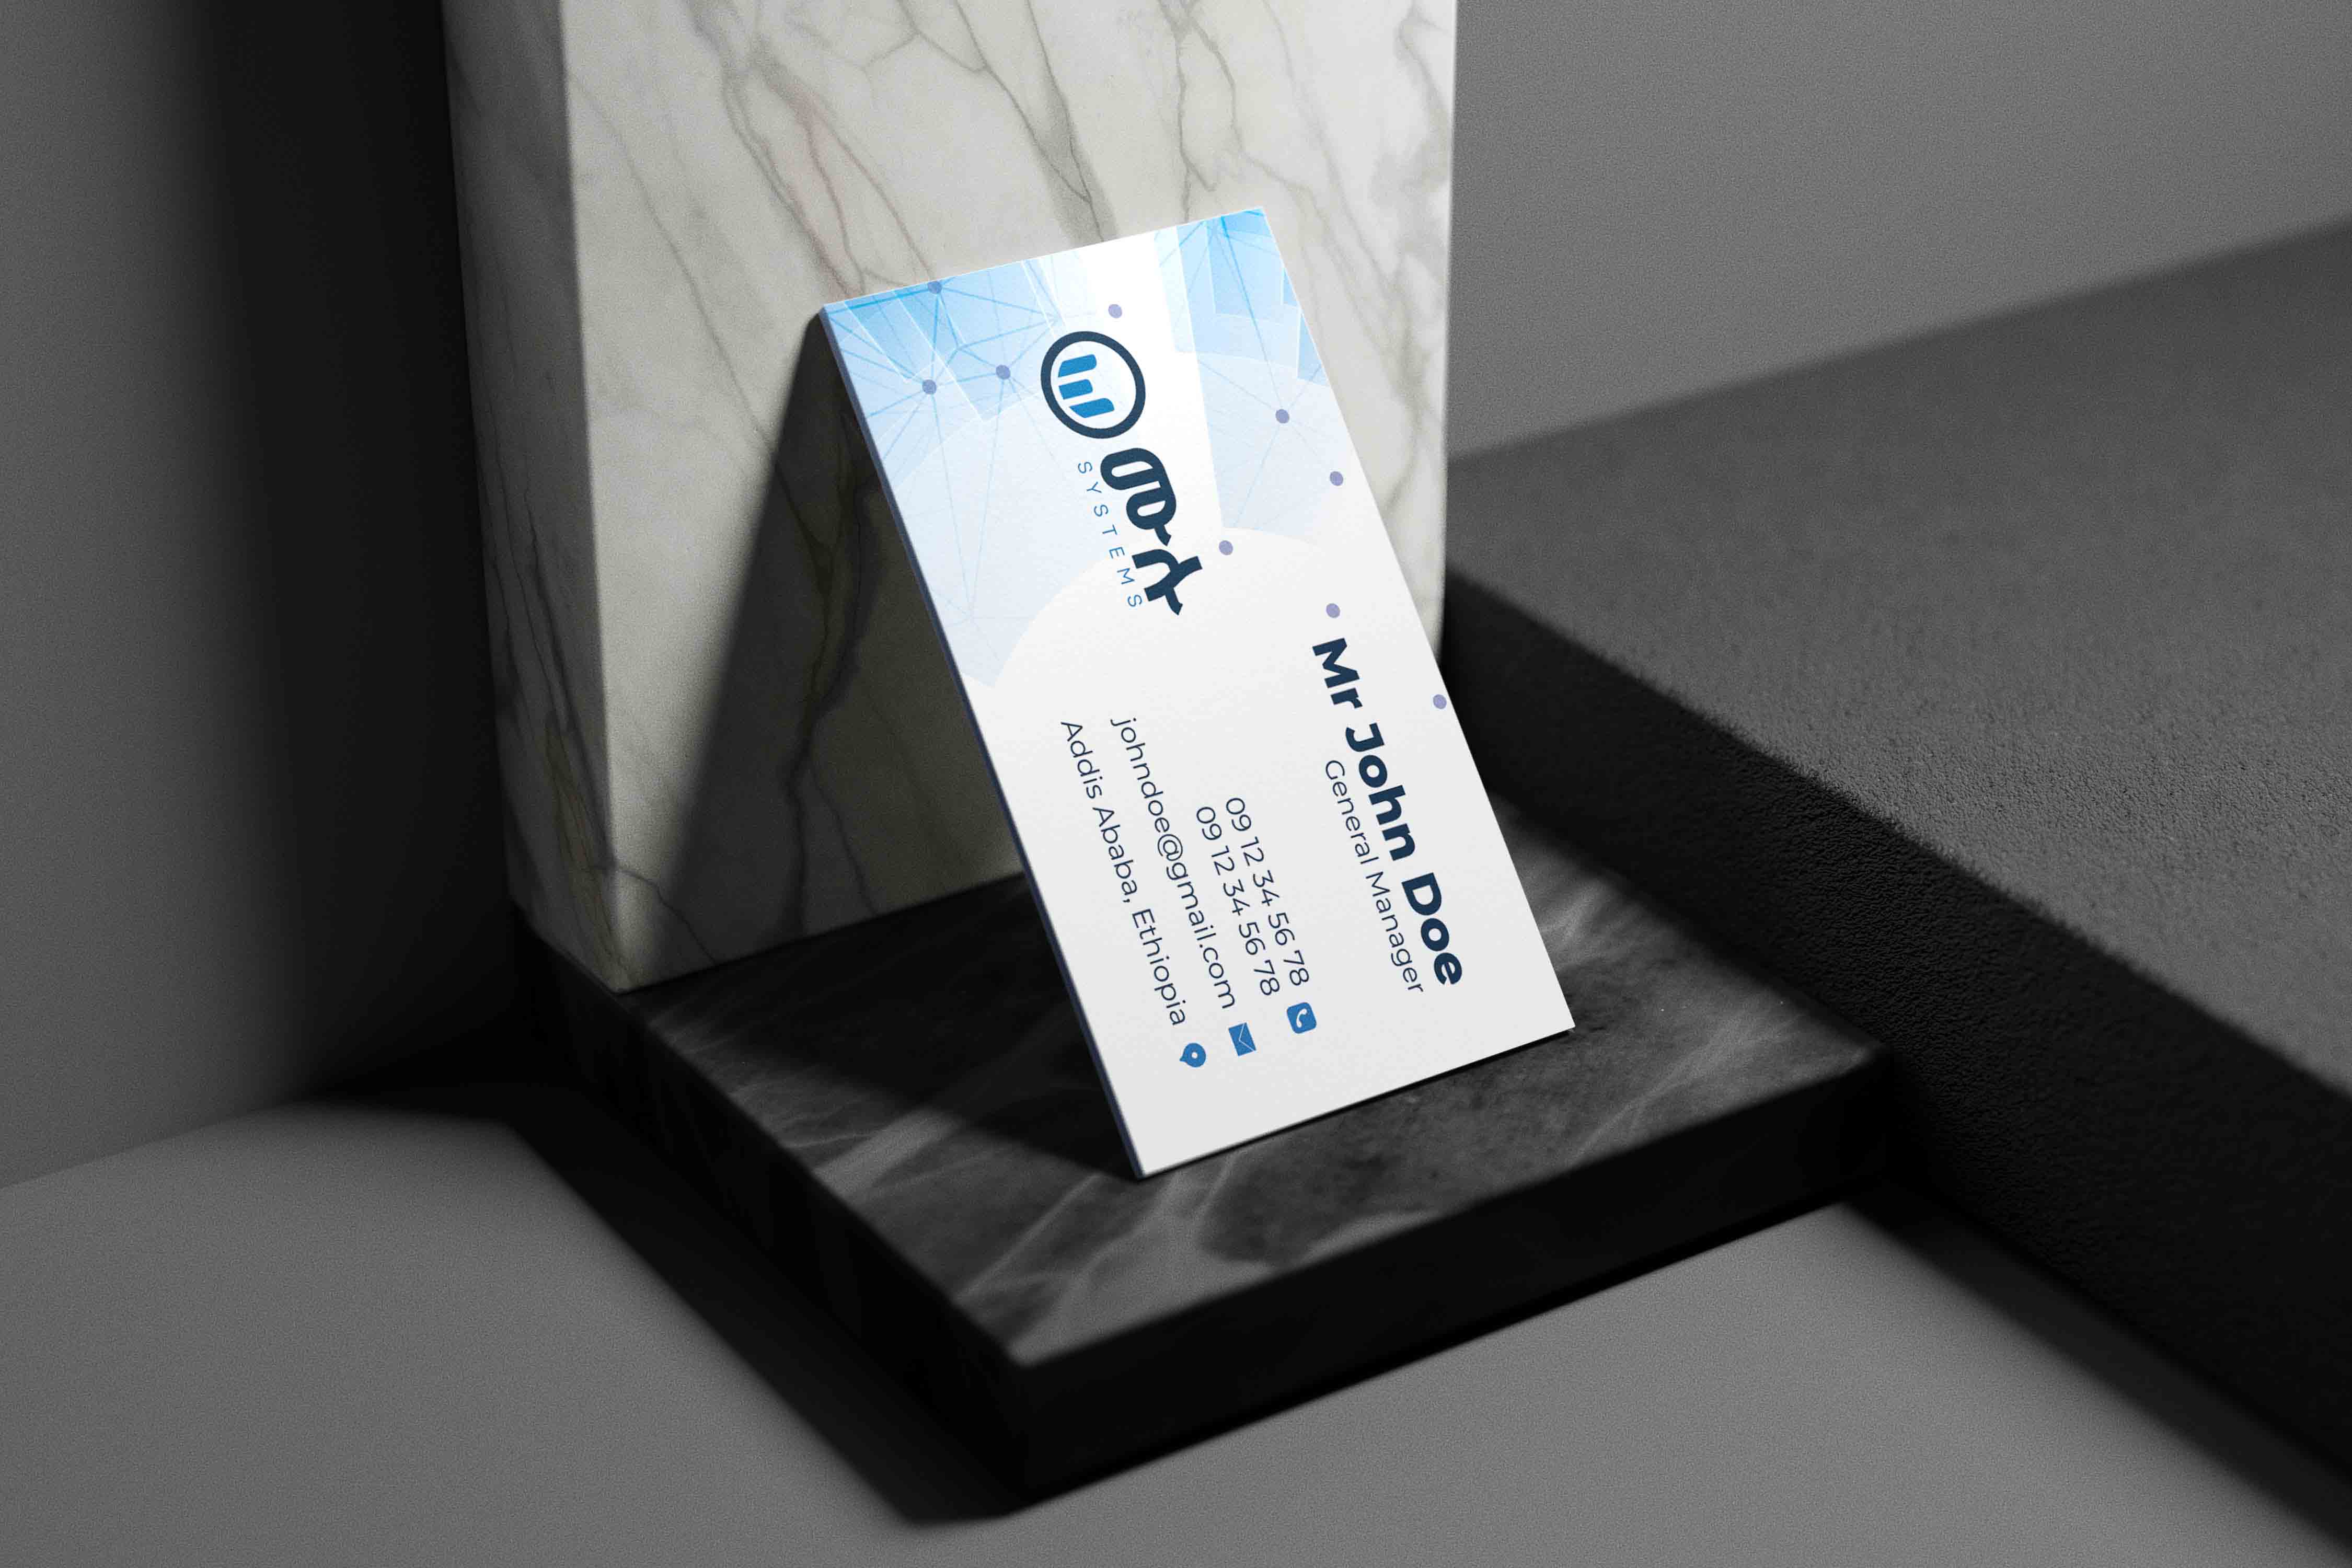 SYSTEMS
Mr John Doe
General Manager
09 12 34 56 78
09 12 34 56 78
johndoe@gmail.com
Addis Ababa, Ethiopia